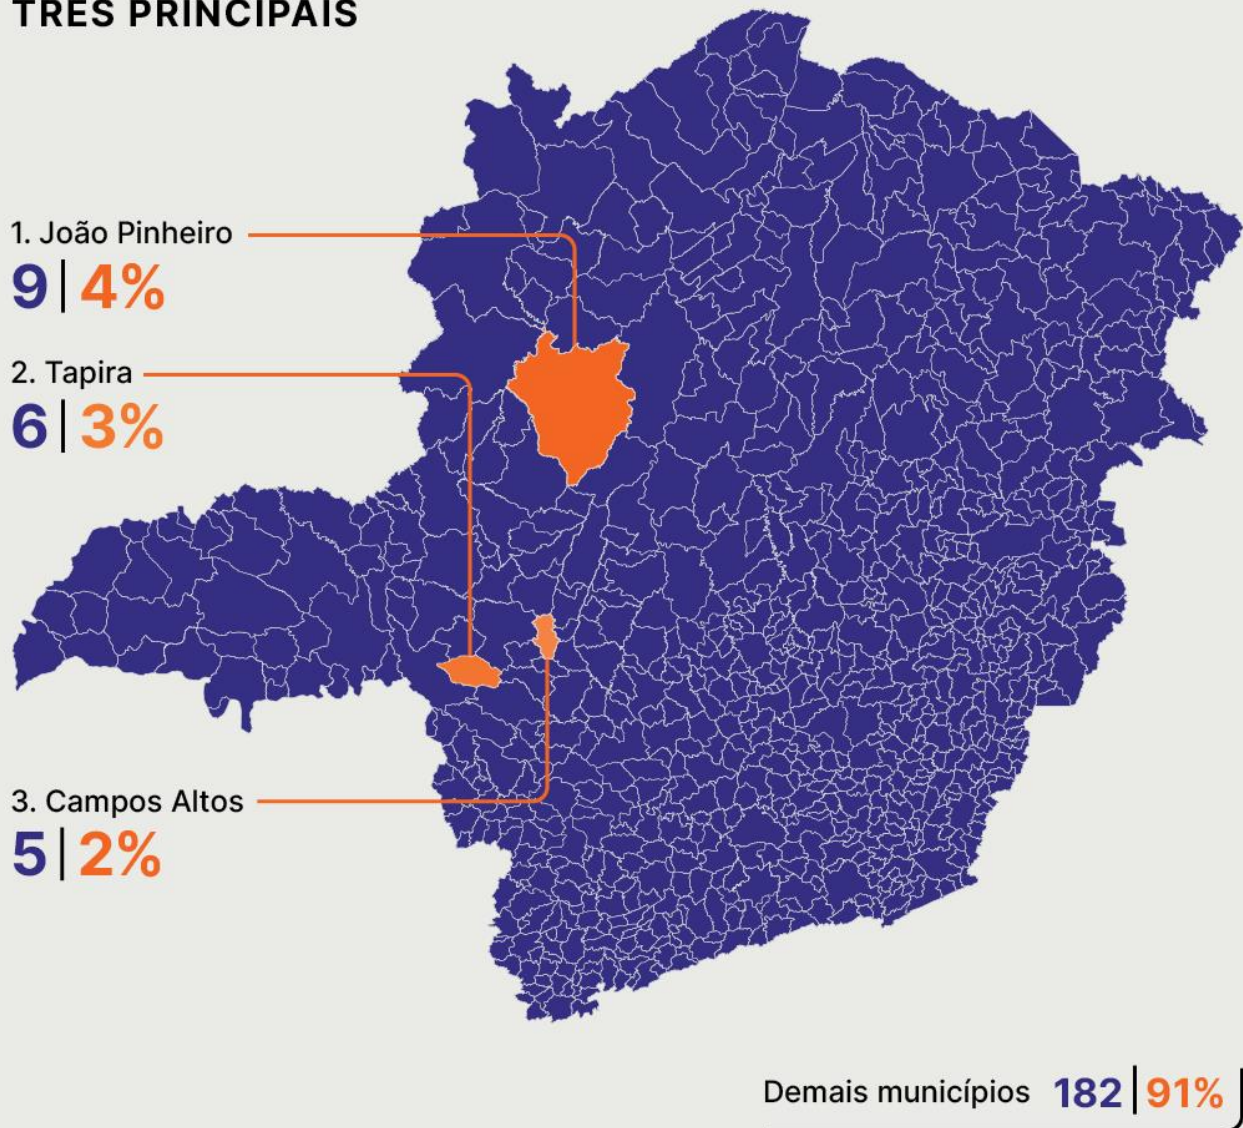 TRÊS PRINCIPAIS
1. João Pinheiro
9 | 4%
2. Tapira
6 | 3%
3. Campos Altos
5 | 2%
Demais municípios 182 | 91%